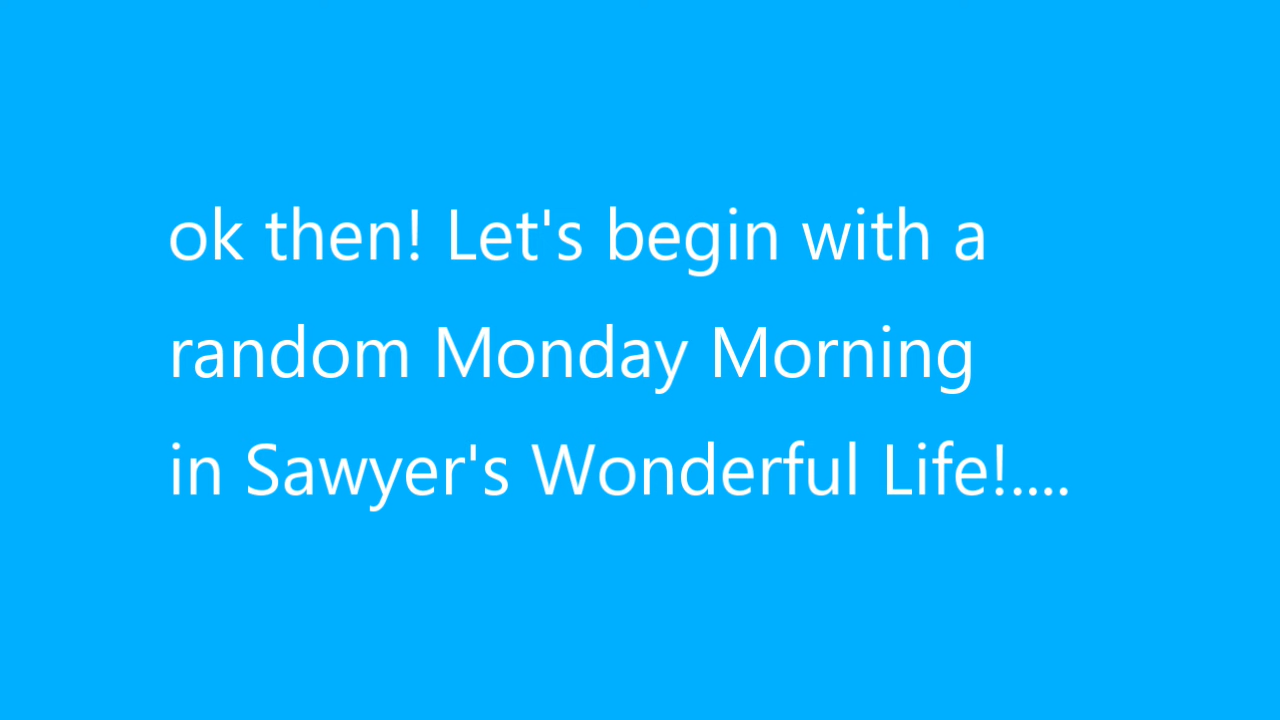 ok then! Let's begin with a
random Monday Morning
in Sawyer's Wonderful Life!....